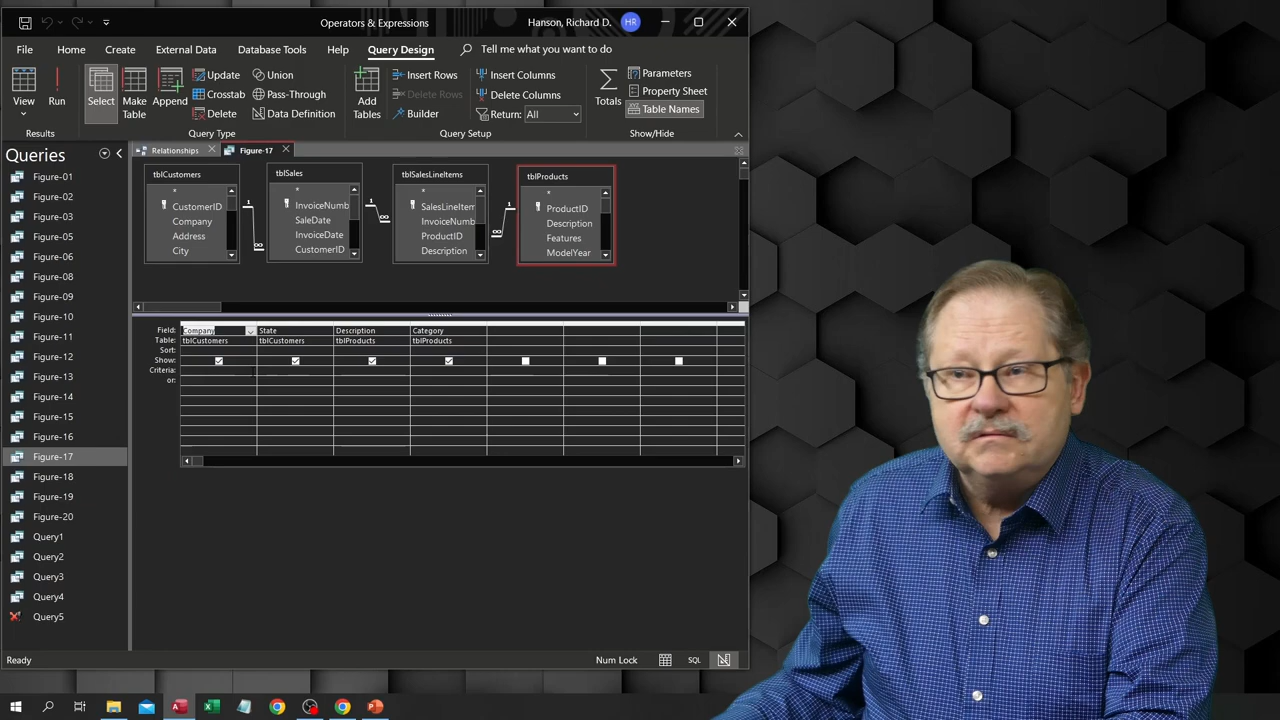 Operators & Expressions
Hanson, Richard D.
HR
File
Home
Create
External Data
Database Tools
Help
Query Design
Tell me what you want to do
View
Run
Results
Select
Make Table
Append
Update
Crosstab
Delete
Union
Pass-Through
Data Definition
Query Type
Add Tables
Insert Rows
Delete Rows
Builder
Insert Columns
Delete Columns
Return: All
Query Setup
Totals
Parameters
Property Sheet
Table Names
Show/Hide
Queries
Relationships
Figure-17
Figure-01
Figure-02
Figure-03
Figure-05
Figure-06
Figure-08
Figure-09
Figure-10
Figure-11
Figure-12
Figure-13
Figure-14
Figure-15
Figure-16
Figure-17
Figure-18
Figure-19
Figure-20
Query1
Query2
Query3
Query4
Query5
tblCustomers
*
CustomerID
Company
Address
City
tblSales
*
InvoiceNumb
SaleDate
InvoiceDate
CustomerID
tblSalesLineItems
*
SalesLineItem
InvoiceNumb
ProductID
Description
tblProducts
*
ProductID
Description
Features
ModelYear
1
∞
1
∞
1
∞
Field: Company State Description Category
Table: tblCustomers tblCustomers tblProducts tblProducts
Sort:
Show:
Criteria:
or:
Ready
Num Lock
SQL